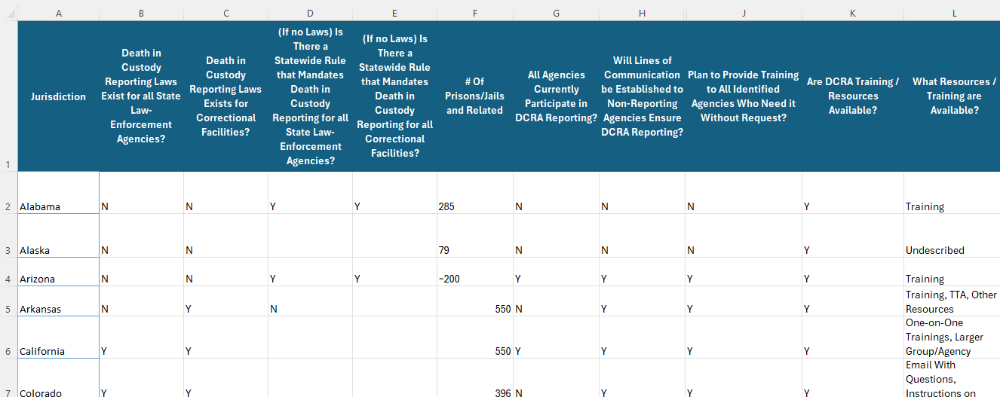 A B C D E F G H J K L
1 Jurisdiction
Death in
Custody
Reporting Laws
Exist for all State
Law-
Enforcement
Agencies?
Death in
Custody
Reporting Laws
Exists for
Correctional
Facilities?
(If no Laws) Is
There a
Statewide Rule
that Mandates
Death in
Custody
Reporting for all
State Law-
Enforcement
Agencies?
(If no Laws) Is
There a
Statewide Rule
that Mandates
Death in
Custody
Reporting for all
Correctional
Facilities?
# Of
Prisons/Jails
and Related
All Agencies
Currently
Participate in
DCRA Reporting?
Will Lines of
Communication
be Established to
Non-Reporting
Agencies Ensure
DCRA Reporting?
Plan to Provide Training
to All Identified
Agencies Who Need it
Without Request?
Are DCRA Training /
Resources
Available?
What Resources /
Training are
Available?
2 Alabama N N Y Y 285 N N N Y Training
3 Alaska N N 79 N N N Y Undescribed
4 Arizona N N Y Y ~200 Y Y Y Y Training
5 Arkansas N Y N 550 N Y Y Y Training, TTA, Other
Resources
6 California Y Y 550 Y Y Y Y One-on-One
Trainings, Larger
Group/Agency
7 Colorado Y Y 396 N Y Y Y Email With
Questions,
Instructions on